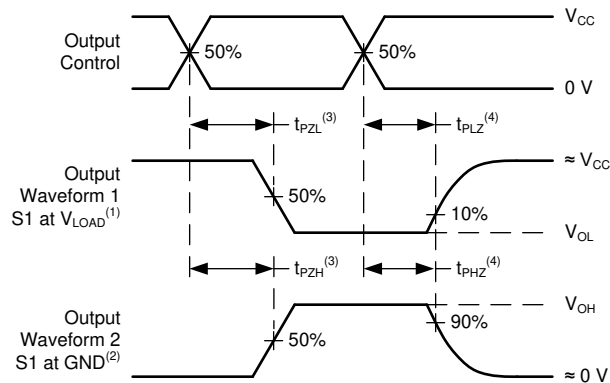 Output
Control
50%
50%
V_CC
0 V
t_PZL^(3)
t_PLZ^(4)
Output
Waveform 1
S1 at V_LOAD^(1)
50%
10%
≈ V_CC
V_OL
t_PZH^(3)
t_PHZ^(4)
Output
Waveform 2
S1 at GND^(2)
50%
90%
V_OH
≈ 0 V